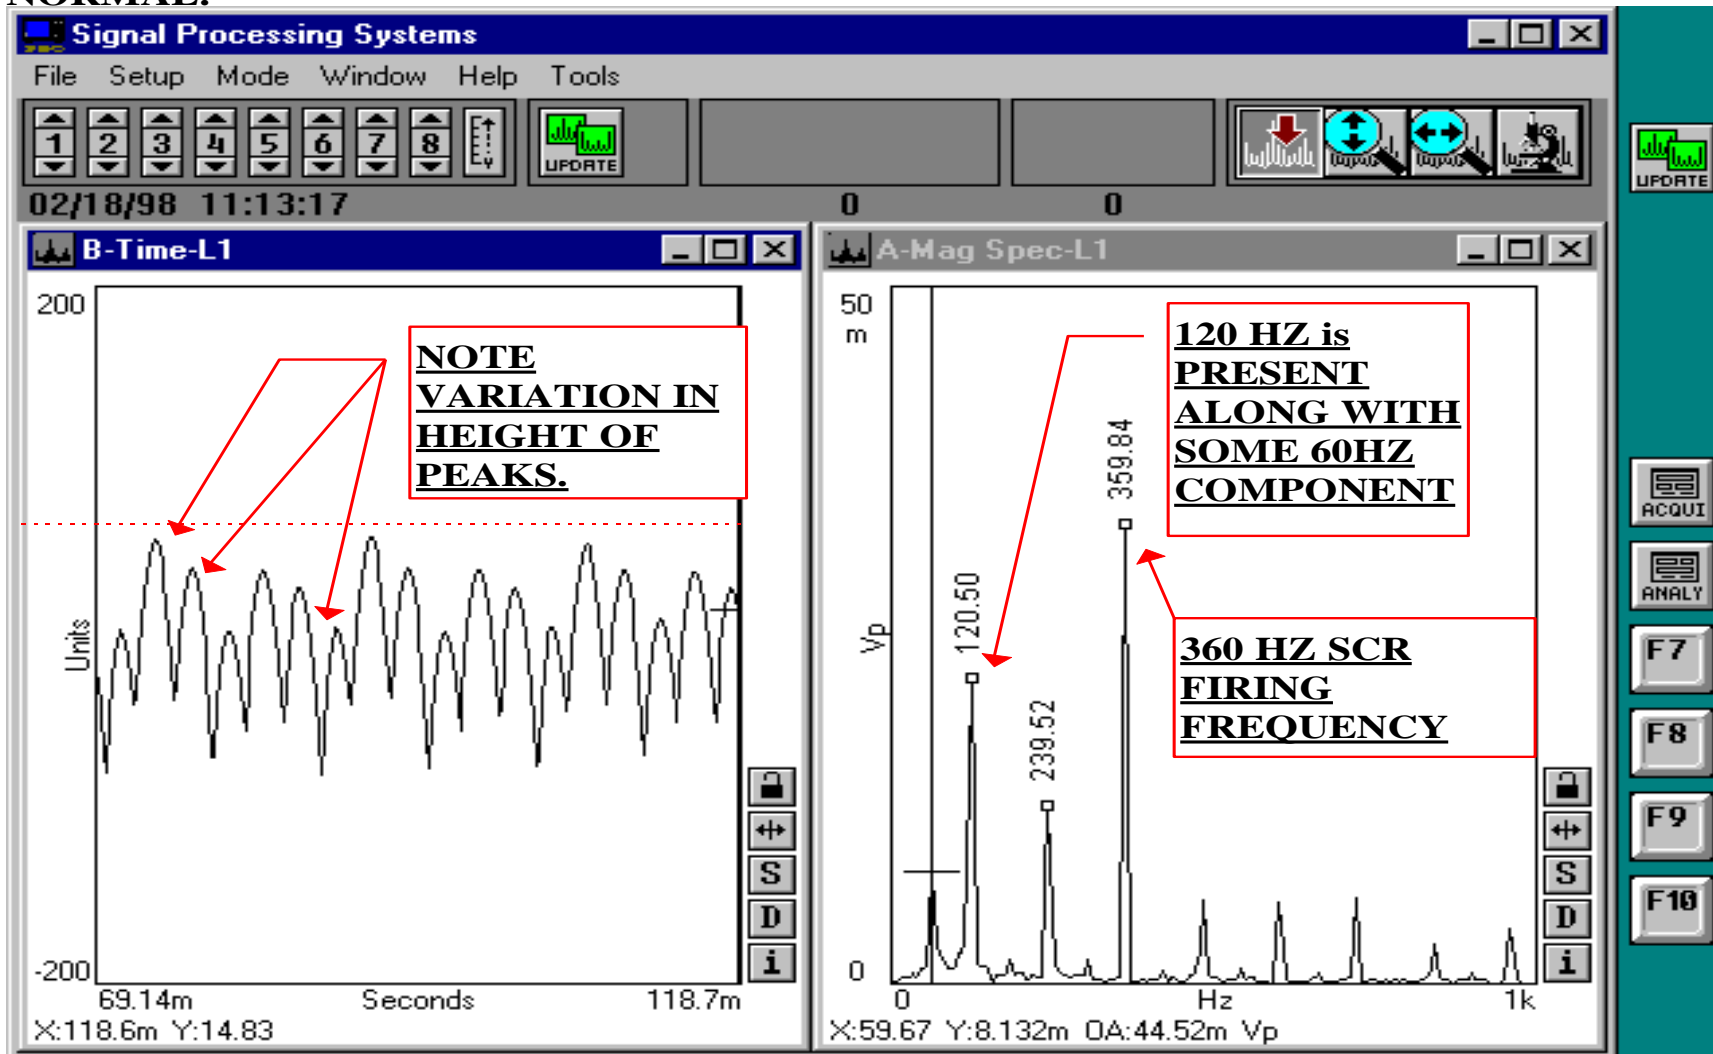 NORMAL.
Signal Processing Systems
File Setup Mode Window Help Tools
1 2 3 4 5 6 7 8
UPDATE
UPDATE
02/18/98 11:13:17
0
0
B-Time-L1
200
Units
-200
69.14m Seconds 118.7m
X:118.6m Y:14.83
NOTE
VARIATION IN
HEIGHT OF
PEAKS.
A-Mag Spec-L1
50
m
Vp
0
0 Hz 1k
X:59.67 Y:8.132m OA:44.52m Vp
120.50
239.52
359.84
120 HZ is
PRESENT
ALONG WITH
SOME 60HZ
COMPONENT
360 HZ SCR
FIRING
FREQUENCY
S
D
i
S
D
i
ACQUI
ANALY
F7
F8
F9
F10